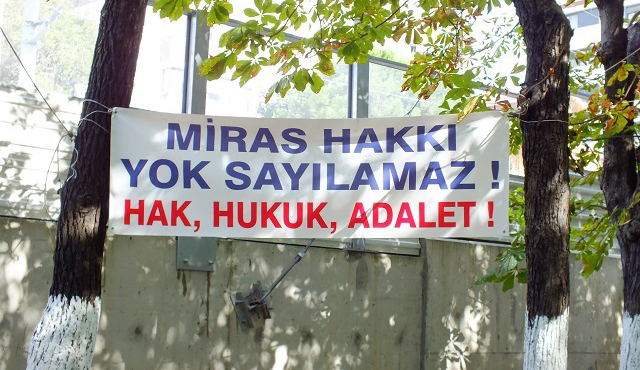 MİRAS HAKKI
YOK SAYILAMAZ !
HAK, HUKUK, ADALET !